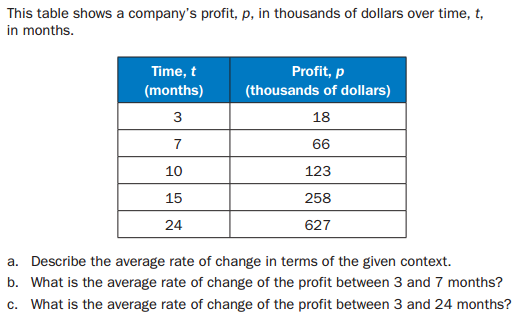 This table shows a company's profit, p, in thousands of dollars over time, t,
in months.
Time, t
(months)
Profit, p
(thousands of dollars)
3 18
7 66
10 123
15 258
24 627
a. Describe the average rate of change in terms of the given context.
b. What is the average rate of change of the profit between 3 and 7 months?
c. What is the average rate of change of the profit between 3 and 24 months?